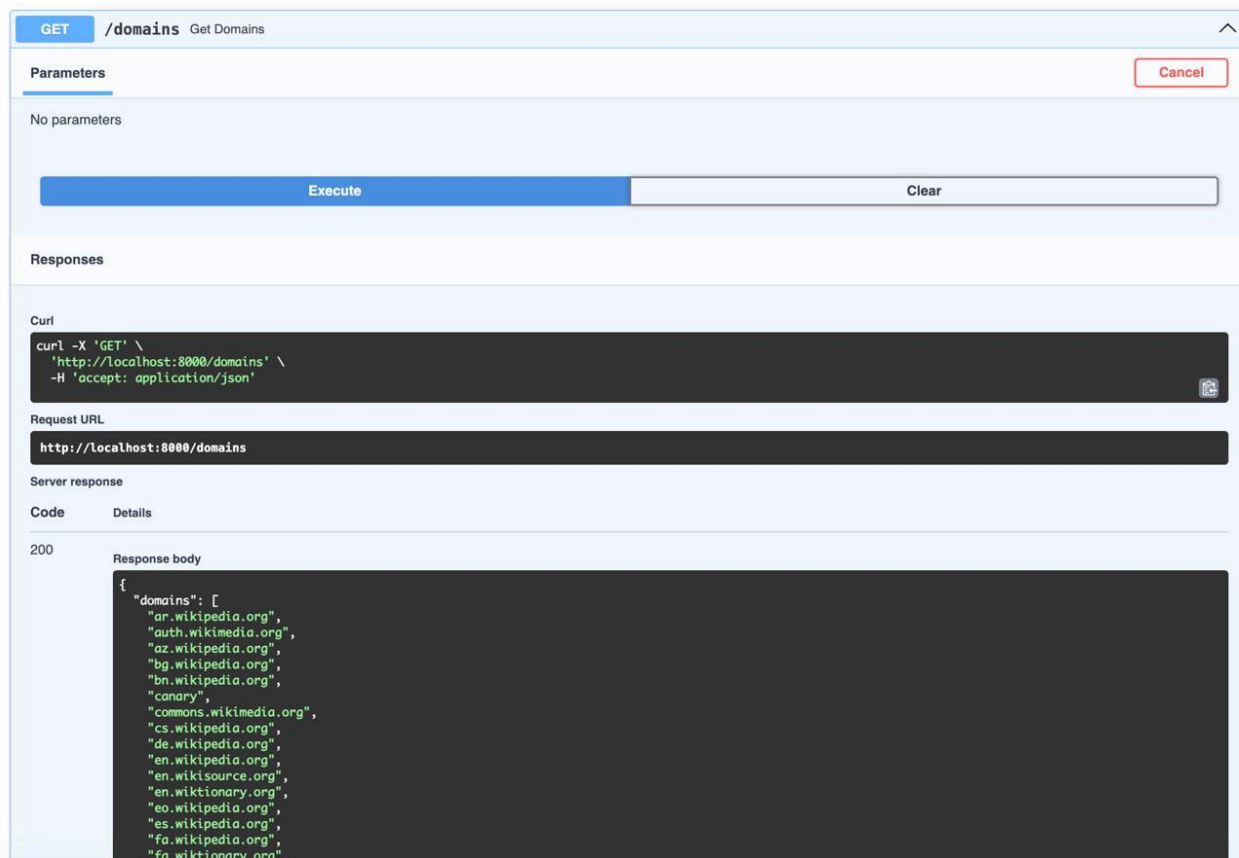 GET /domains Get Domains
Parameters Cancel
No parameters
Execute Clear
Responses
Curl
curl -X 'GET' \
  'http://localhost:8000/domains' \
  -H 'accept: application/json'
Request URL
http://localhost:8000/domains
Server response
Code Details
200
Response body
{
  "domains": [
    "ar.wikipedia.org",
    "auth.wikimedia.org",
    "az.wikipedia.org",
    "bg.wikipedia.org",
    "bn.wikipedia.org",
    "canary",
    "commons.wikimedia.org",
    "cs.wikipedia.org",
    "de.wikipedia.org",
    "en.wikipedia.org",
    "en.wikisource.org",
    "en.wiktionary.org",
    "eo.wikipedia.org",
    "es.wikipedia.org",
    "fa.wikipedia.org",
    "fa.wiktionary.org"